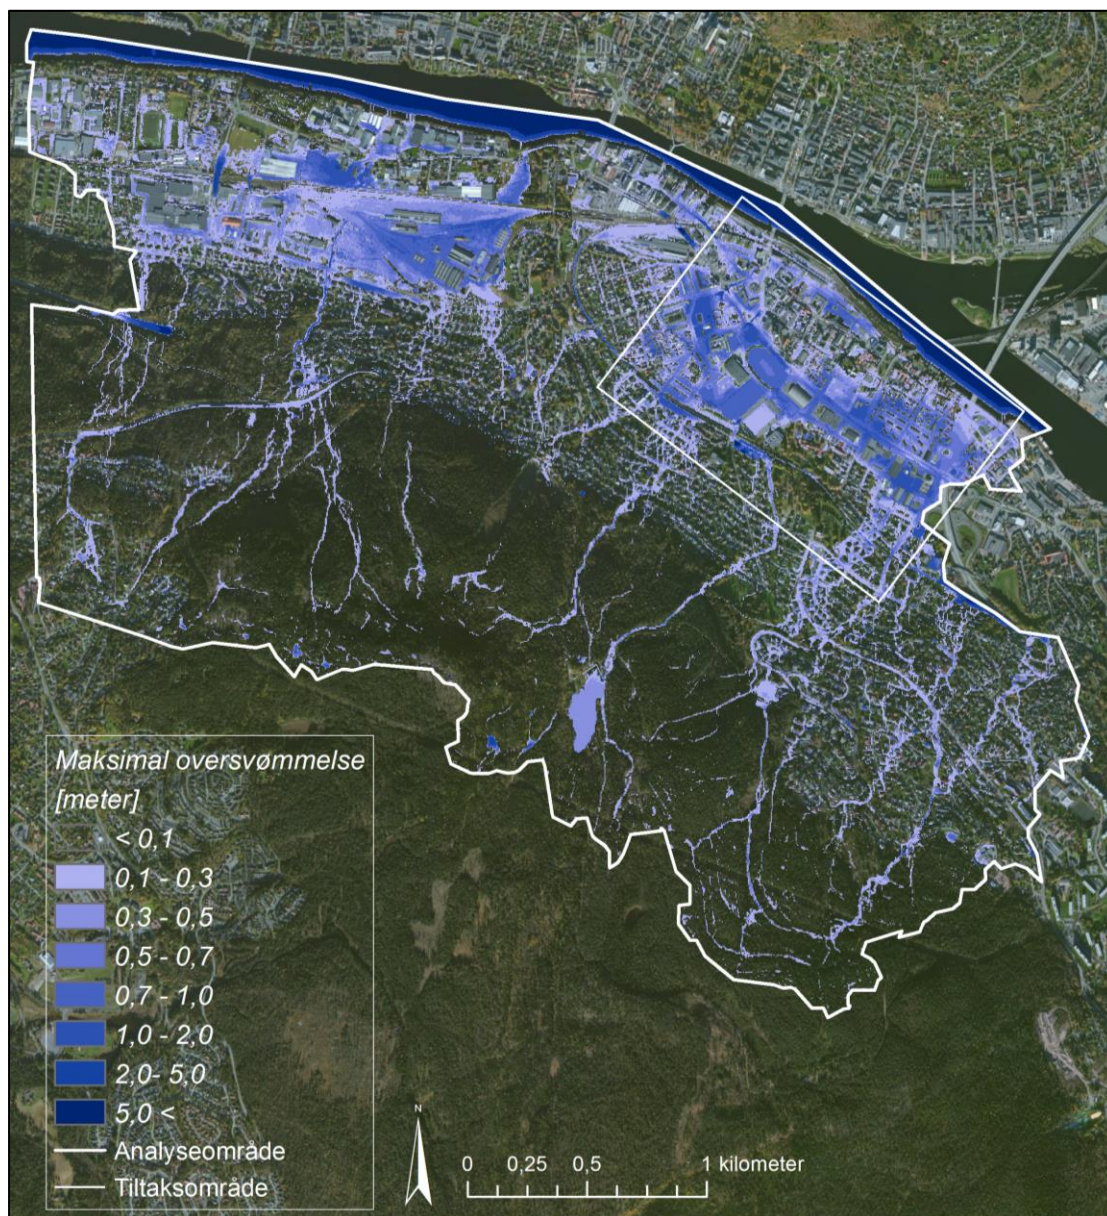 Maksimal oversvømmelse
[meter]
< 0,1
0,1 - 0,3
0,3 - 0,5
0,5 - 0,7
0,7 - 1,0
1,0 - 2,0
2,0- 5,0
5,0 <
Analyseområde
Tiltaksområde
N
0 0,25 0,5 1 kilometer